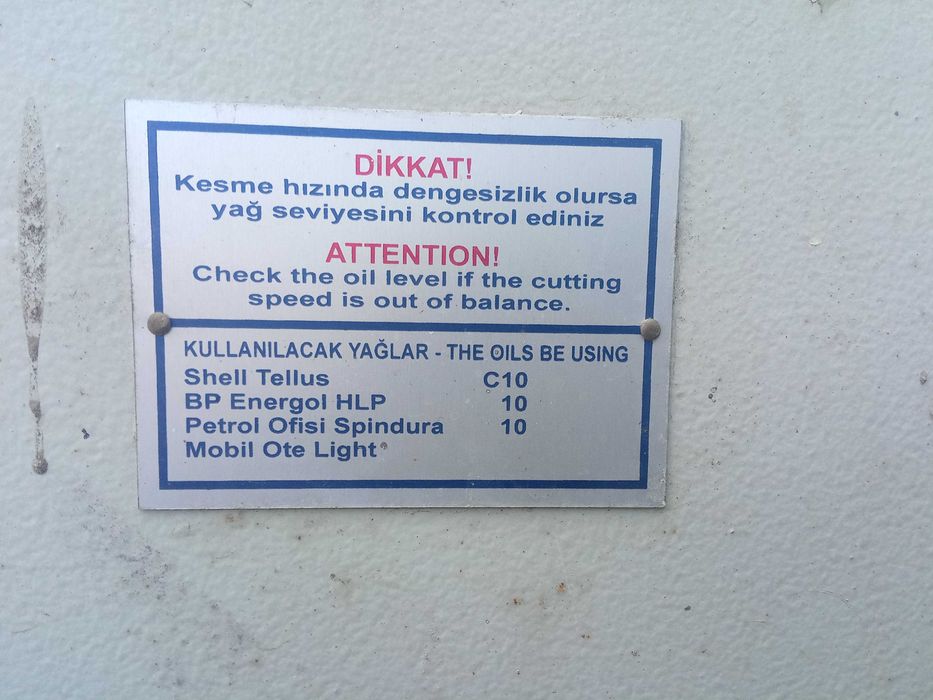 DİKKAT!
Kesme hızında dengesizlik olursa
yağ seviyesini kontrol ediniz
ATTENTION!
Check the oil level if the cutting
speed is out of balance.
KULLANILACAK YAĞLAR - THE OILS BE USING
Shell Tellus C10
BP Energol HLP 10
Petrol Ofisi Spindura 10
Mobil Ote Light